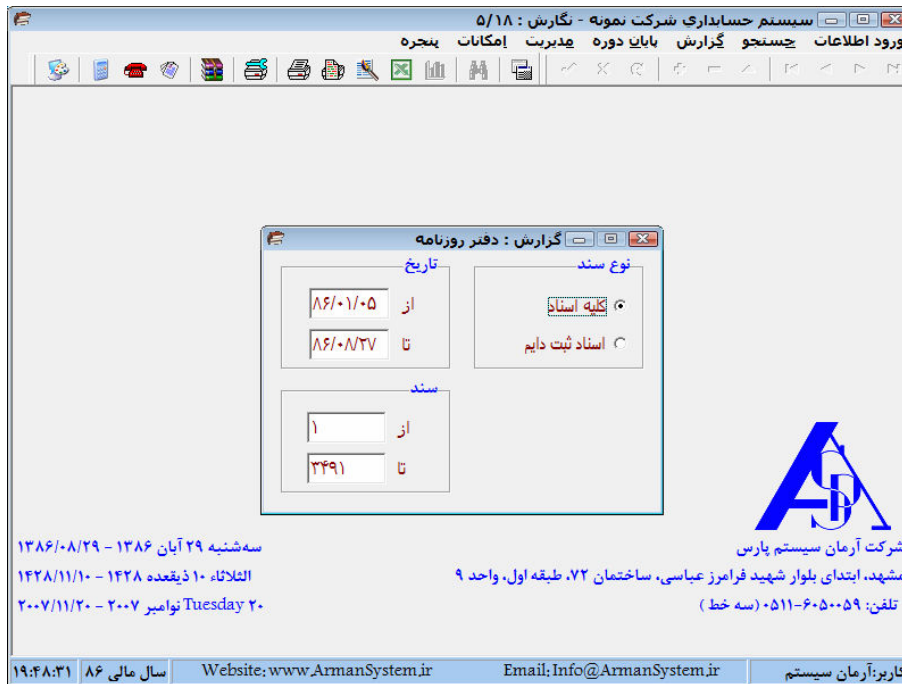 سیستم حسابداری شرکت نمونه - نگارش : ۵/۱۸
ورود اطلاعات جستجو گزارش پایان دوره مدیریت امکانات پنجره
گزارش : دفتر روزنامه
نوع سند
کلیه اسناد
اسناد ثبت دایم
تاریخ
از ۸۶/۰۱/۰۵
تا ۸۶/۰۸/۲۷
سند
از ۱
تا ۳۴۹۱
ASP
شرکت آرمان سیستم پارس
مشهد، ابتدای بلوار شهید فرامرز عباسی، ساختمان ۷۲، طبقه اول، واحد ۹
تلفن: ۶۰۵۰۰۵۹-۰۵۱۱ (سه خط)
سه‌شنبه ۲۹ آبان ۱۳۸۶ - ۱۳۸۶/۰۸/۲۹
الثلاثاء ۱۰ ذیقعده ۱۴۲۸ - ۱۴۲۸/۱۱/۱۰
Tuesday ۲۰ نوامبر ۲۰۰۷ - ۲۰۰۷/۱۱/۲۰
کاربر:آرمان سیستم
Email:Info@ArmanSystem.ir
Website:www.ArmanSystem.ir
سال مالی ۸۶
۱۹:۴۸:۳۱